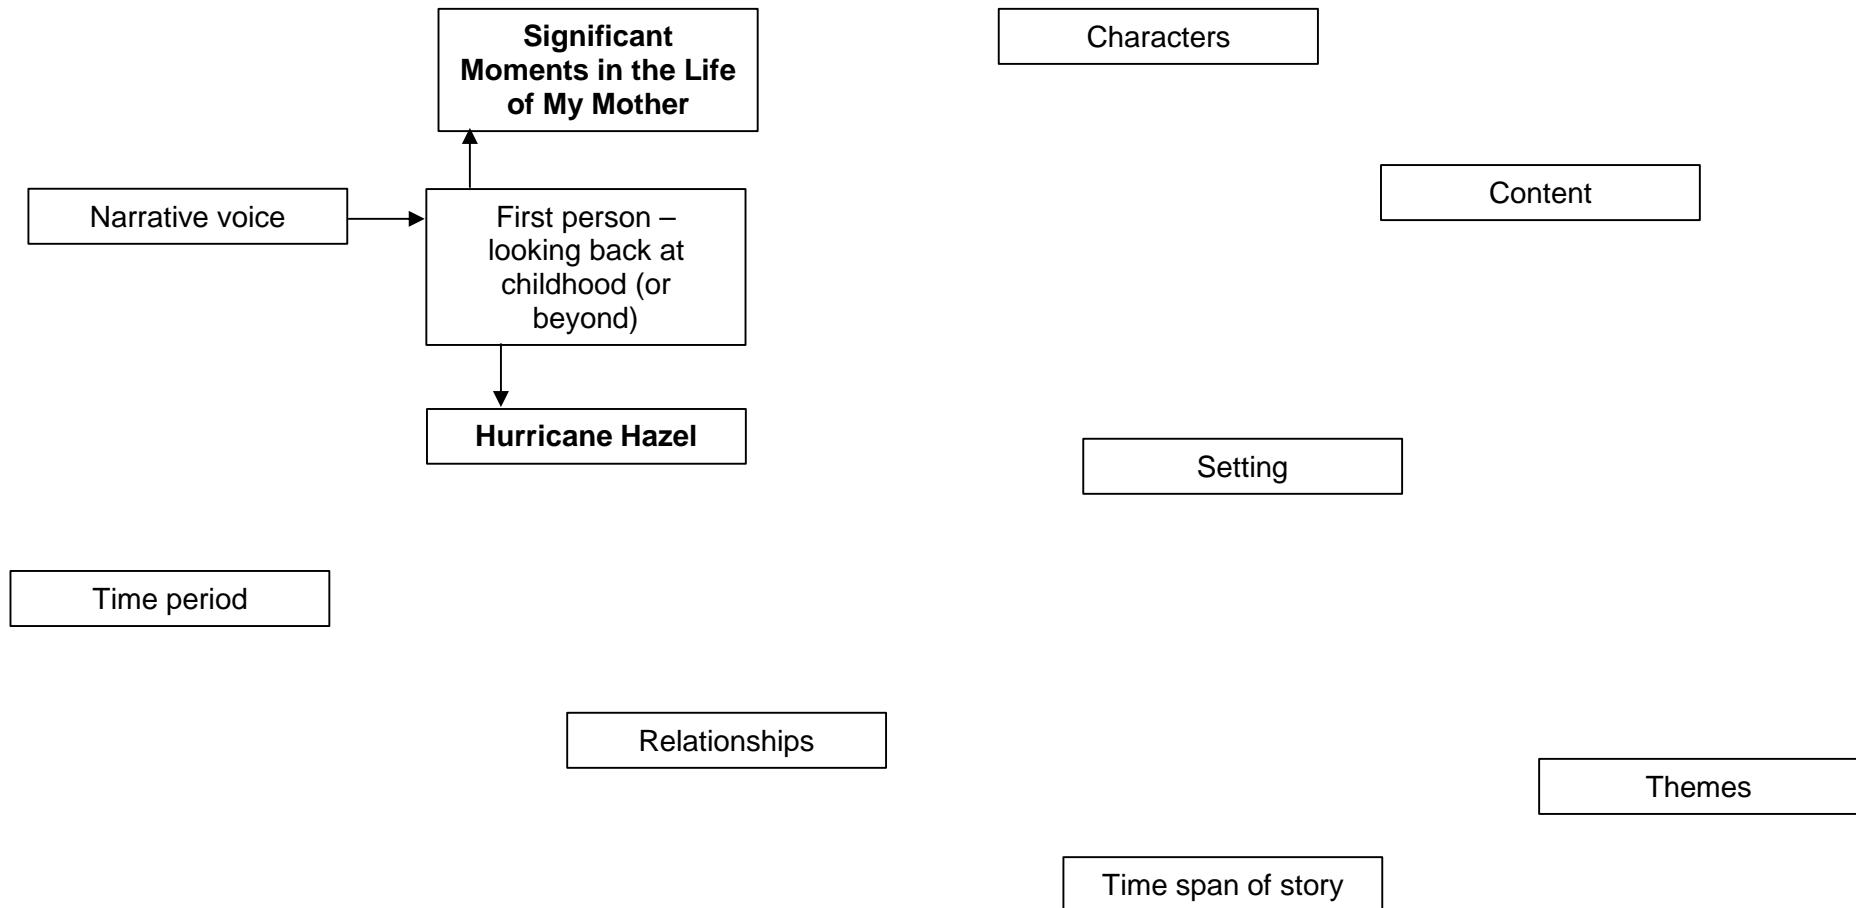 Significant
Moments in the Life
of My Mother
Characters
Content
Narrative voice
First person –
looking back at
childhood (or
beyond)
Hurricane Hazel
Setting
Time period
Relationships
Themes
Time span of story